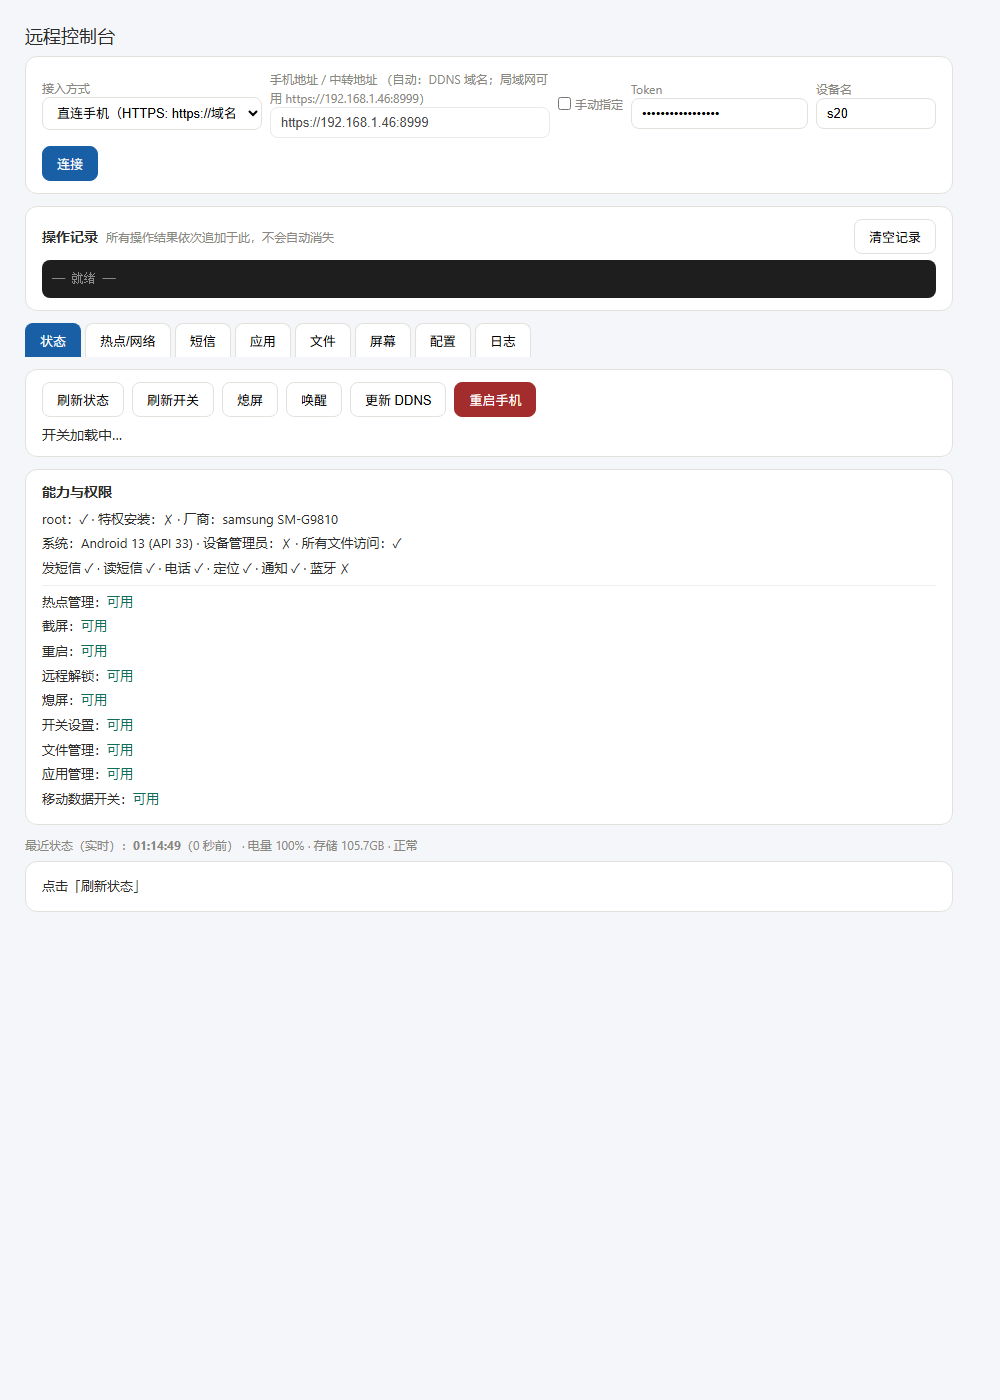 远程控制台
接入方式
直连手机（HTTPS: https://域名
手机地址 / 中转地址 （自动：DDNS 域名；局域网可
用 https://192.168.1.46:8999）
https://192.168.1.46:8999
手动指定
Token
•••••••••••••••••
设备名
s20
连接
操作记录 所有操作结果依次追加于此，不会自动消失
清空记录
— 就绪 —
状态 热点/网络 短信 应用 文件 屏幕 配置 日志
刷新状态 刷新开关 熄屏 唤醒 更新 DDNS 重启手机
开关加载中...
能力与权限
root：✓ · 特权安装：✗ · 厂商：samsung SM-G9810
系统：Android 13 (API 33) · 设备管理员：✗ · 所有文件访问：✓
发短信 ✓ · 读短信 ✓ · 电话 ✓ · 定位 ✓ · 通知 ✓ · 蓝牙 ✗
热点管理：可用
截屏：可用
重启：可用
远程解锁：可用
熄屏：可用
开关设置：可用
文件管理：可用
应用管理：可用
移动数据开关：可用
最近状态（实时）：01:14:49（0 秒前） · 电量 100% · 存储 105.7GB · 正常
点击「刷新状态」